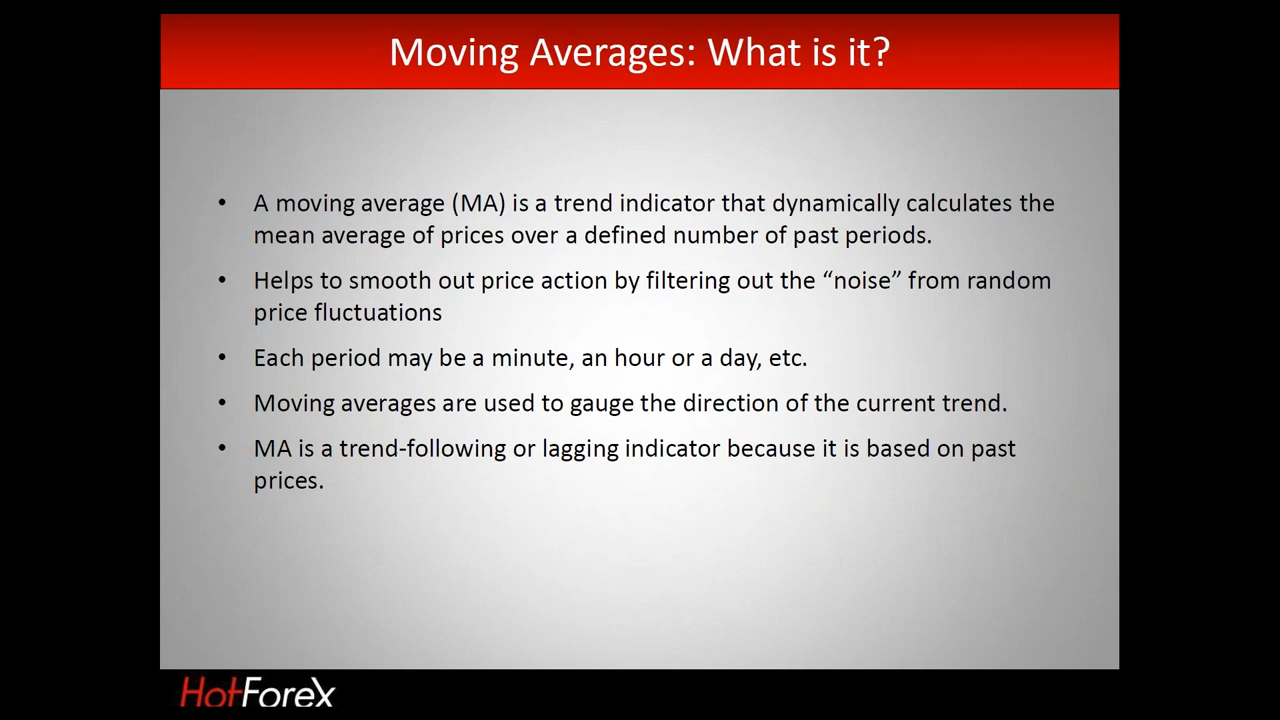 Moving Averages: What is it?
• A moving average (MA) is a trend indicator that dynamically calculates the
mean average of prices over a defined number of past periods.
• Helps to smooth out price action by filtering out the “noise” from random
price fluctuations
• Each period may be a minute, an hour or a day, etc.
• Moving averages are used to gauge the direction of the current trend.
• MA is a trend-following or lagging indicator because it is based on past
prices.
HotForex